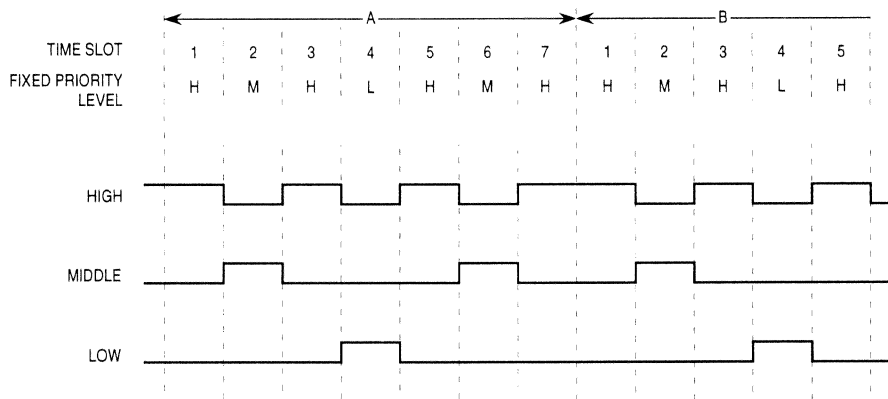 A B
TIME SLOT 1 2 3 4 5 6 7 1 2 3 4 5
FIXED PRIORITY
LEVEL H M H L H M H H M H L H
HIGH
MIDDLE
LOW